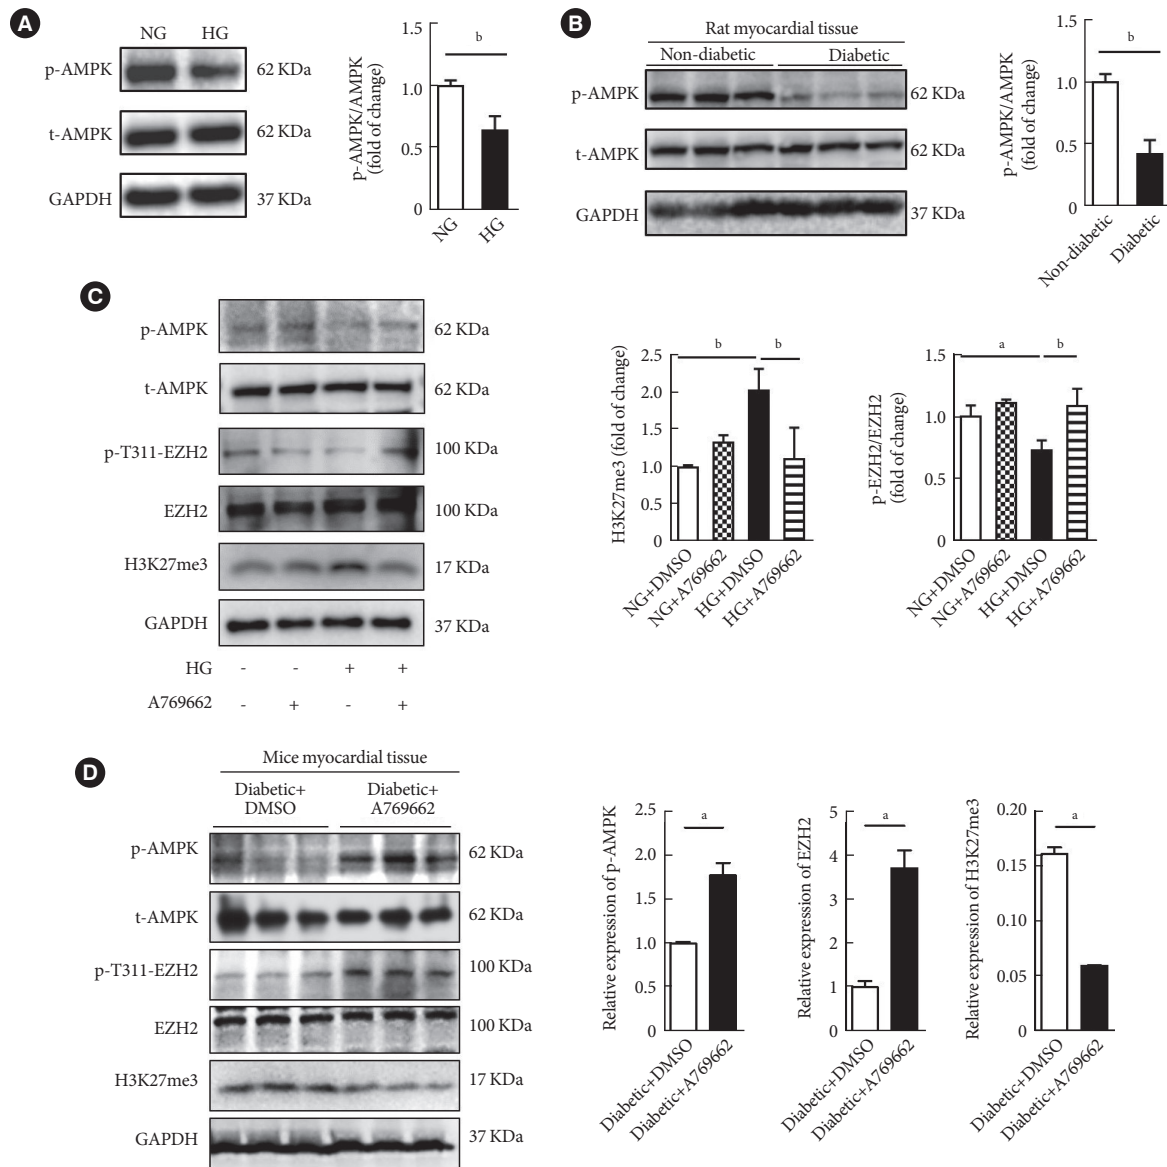 A
NG HG
p-AMPK
62 KDa
t-AMPK
62 KDa
GAPDH
37 KDa
p-AMPK/AMPK
(fold of change)
1.5
1.0
0.5
0
b
NG
HG
B
Rat myocardial tissue
Non-diabetic Diabetic
p-AMPK
62 KDa
t-AMPK
62 KDa
GAPDH
37 KDa
p-AMPK/AMPK
(fold of change)
1.5
1.0
0.5
0
b
Non-diabetic
Diabetic
C
p-AMPK
62 KDa
t-AMPK
62 KDa
p-T311-EZH2
100 KDa
EZH2
100 KDa
H3K27me3
17 KDa
GAPDH
37 KDa
HG - - + +
A769662 - + - +
H3K27me3 (fold of change)
2.5
2.0
1.5
1.0
0.5
0
b
b
NG+DMSO
NG+A769662
HG+DMSO
HG+A769662
p-EZH2/EZH2
(fold of change)
1.5
1.0
0.5
0
a
b
NG+DMSO
NG+A769662
HG+DMSO
HG+A769662
D
Mice myocardial tissue
Diabetic+
DMSO
Diabetic+
A769662
p-AMPK
62 KDa
t-AMPK
62 KDa
p-T311-EZH2
100 KDa
EZH2
100 KDa
H3K27me3
17 KDa
GAPDH
37 KDa
Relative expression of p-AMPK
2.5
2.0
1.5
1.0
0.5
0
a
Diabetic+DMSO
Diabetic+A769662
Relative expression of EZH2
5
4
3
2
1
0
a
Diabetic+DMSO
Diabetic+A769662
Relative expression of H3K27me3
0.20
0.15
0.10
0.05
0
a
Diabetic+DMSO
Diabetic+A769662